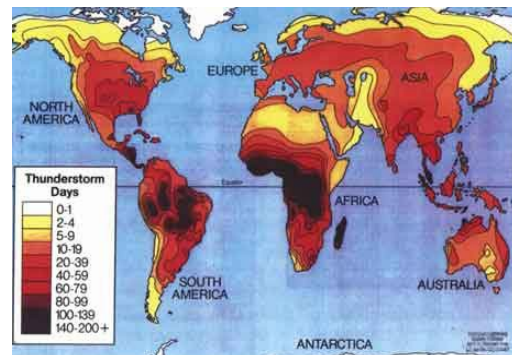 EUROPE
ASIA
NORTH
AMERICA
Thunderstorm
Days
0-1
2-4
5-9
10-19
20-39
40-59
60-79
80-99
100-139
140-200+
Equator
AFRICA
SOUTH
AMERICA
AUSTRALIA
ANTARCTICA